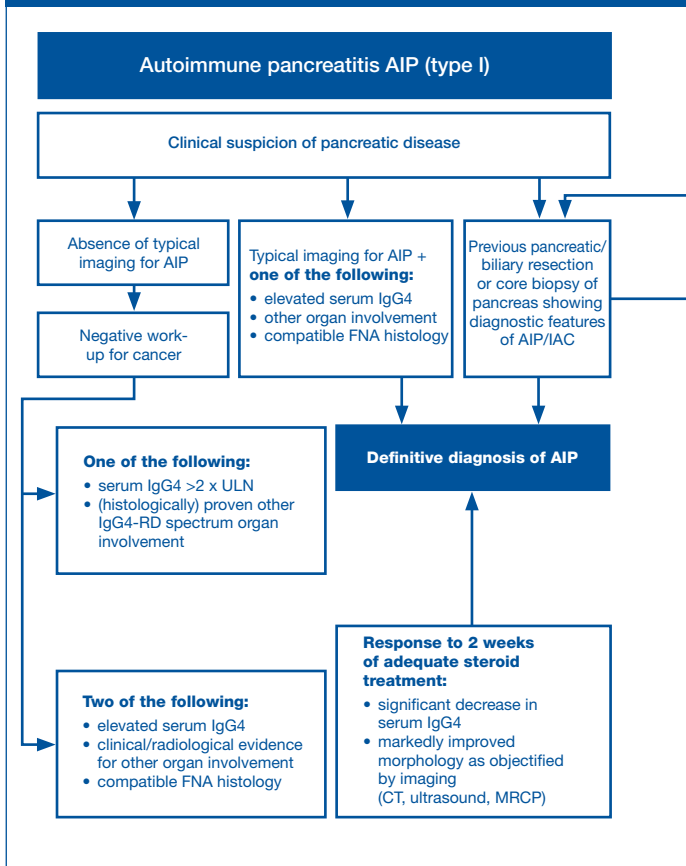 Autoimmune pancreatitis AIP (type I)
Clinical suspicion of pancreatic disease
Absence of typical
imaging for AIP
Negative work-
up for cancer
Typical imaging for AIP +
one of the following:
• elevated serum IgG4
• other organ involvement
• compatible FNA histology
Previous pancreatic/
biliary resection
or core biopsy of
pancreas showing
diagnostic features
of AIP/IAC
One of the following:
• serum IgG4 >2 x ULN
• (histologically) proven other
IgG4-RD spectrum organ
involvement
Definitive diagnosis of AIP
Two of the following:
• elevated serum IgG4
• clinical/radiological evidence
for other organ involvement
• compatible FNA histology
Response to 2 weeks
of adequate steroid
treatment:
• significant decrease in
serum IgG4
• markedly improved
morphology as objectified
by imaging
(CT, ultrasound, MRCP)